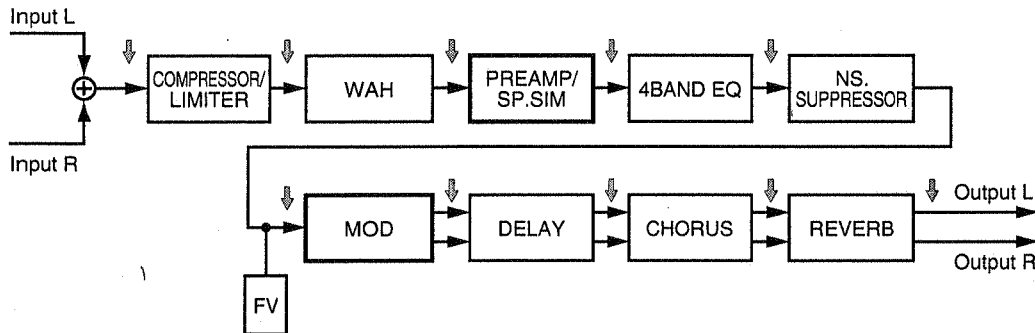 Input L
COMPRESSOR/
LIMITER
WAH
PREAMP/
SP.SIM
4BAND EQ
NS.
SUPPRESSOR
Input R
MOD
DELAY
CHORUS
REVERB
Output L
Output R
FV